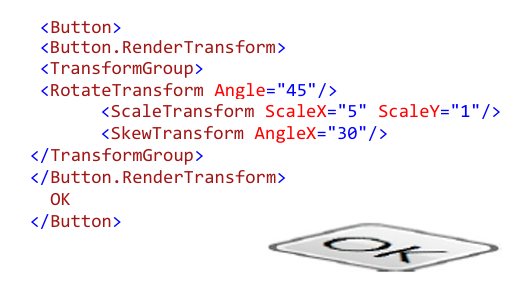 <Button>
<Button.RenderTransform>
<TransformGroup>
<RotateTransform Angle="45"/>
<ScaleTransform ScaleX="5" ScaleY="1"/>
<SkewTransform AngleX="30"/>
</TransformGroup>
</Button.RenderTransform>
OK
</Button>
OK